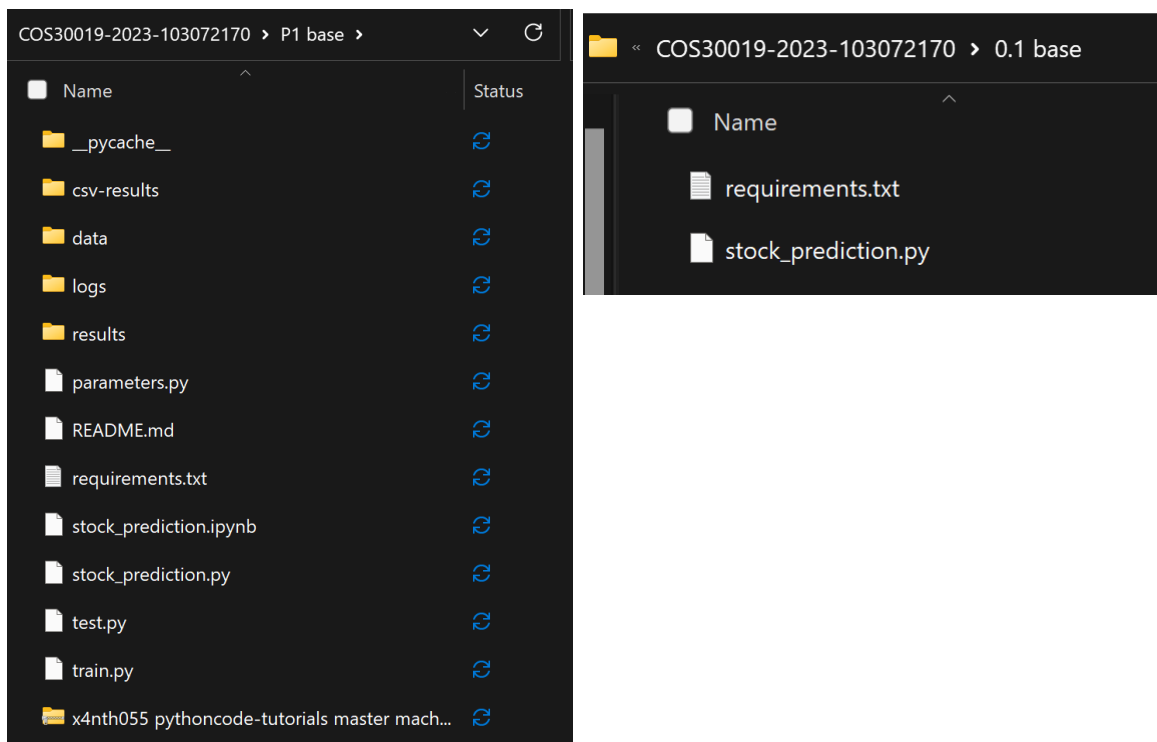 COS30019-2023-103072170 > P1 base >
Name Status
__pycache__
csv-results
data
logs
results
parameters.py
README.md
requirements.txt
stock_prediction.ipynb
stock_prediction.py
test.py
train.py
x4nth055 pythoncode-tutorials master mach...
« COS30019-2023-103072170 > 0.1 base
Name
requirements.txt
stock_prediction.py